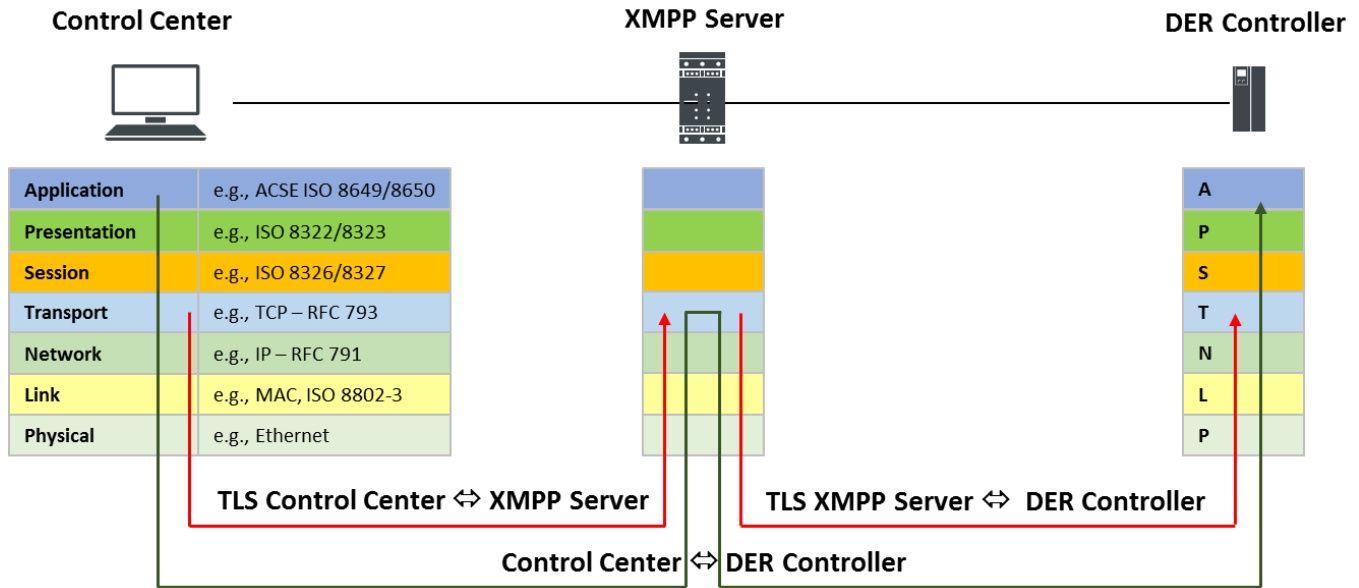 Control Center
XMPP Server
DER Controller
Application e.g., ACSE ISO 8649/8650
A
Presentation e.g., ISO 8322/8323
P
Session e.g., ISO 8326/8327
S
Transport e.g., TCP – RFC 793
T
Network e.g., IP – RFC 791
N
Link e.g., MAC, ISO 8802-3
L
Physical e.g., Ethernet
P
TLS Control Center ⇔ XMPP Server
TLS XMPP Server ⇔ DER Controller
Control Center ⇔ DER Controller